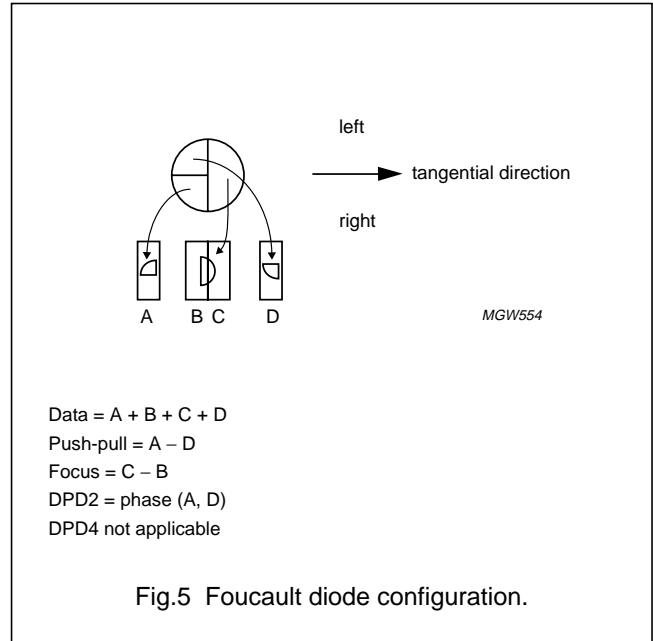 left
tangential direction
right
A B C D
MGW554
Data = A + B + C + D
Push-pull = A − D
Focus = C − B
DPD2 = phase (A, D)
DPD4 not applicable
Fig.5 Foucault diode configuration.